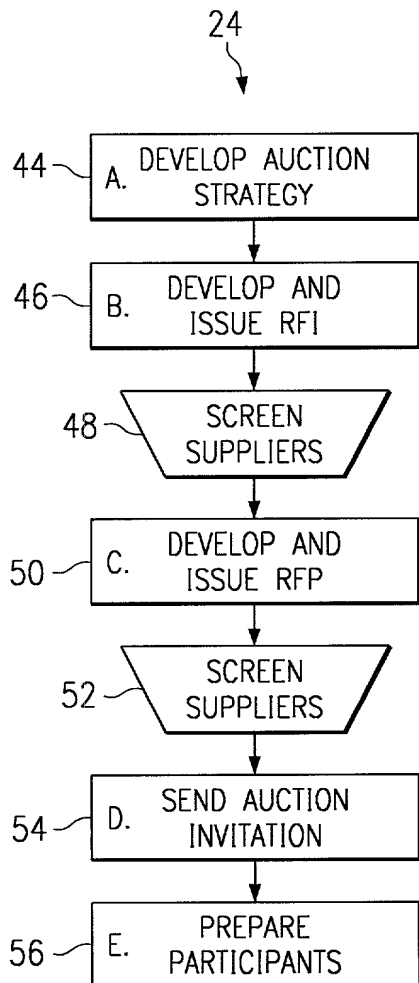 24
44
A. DEVELOP AUCTION
STRATEGY
46
B. DEVELOP AND
ISSUE RFI
48
SCREEN
SUPPLIERS
50
C. DEVELOP AND
ISSUE RFP
52
SCREEN
SUPPLIERS
54
D. SEND AUCTION
INVITATION
56
E. PREPARE
PARTICIPANTS